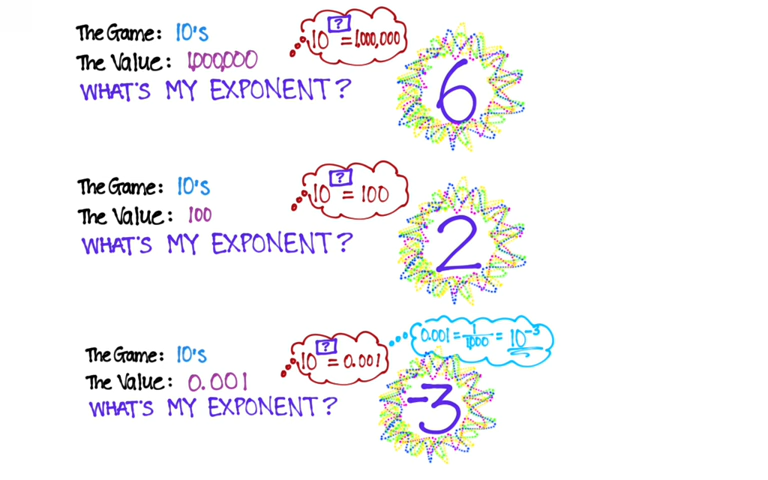 The Game: 10's
The Value: 1,000,000
WHAT'S MY EXPONENT?
10^? = 1,000,000
6
The Game: 10's
The Value: 100
WHAT'S MY EXPONENT?
10^? = 100
2
The Game: 10's
The Value: 0.001
WHAT'S MY EXPONENT?
10^? = 0.001
0.001 = 1/1000 = 10^-3
-3